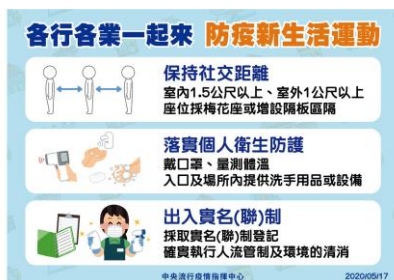 各行各業一起來 防疫新生活運動
保持社交距離
室內1.5公尺以上、室外1公尺以上
座位採梅花座或增設隔板區隔
落實個人衛生防護
戴口罩、量測體溫
入口及場所內提供洗手用品或設備
出入實名(聯)制
採取實名(聯)制登記
確實執行人流管制及環境的清消
中央流行疫情指揮中心
2020/05/17